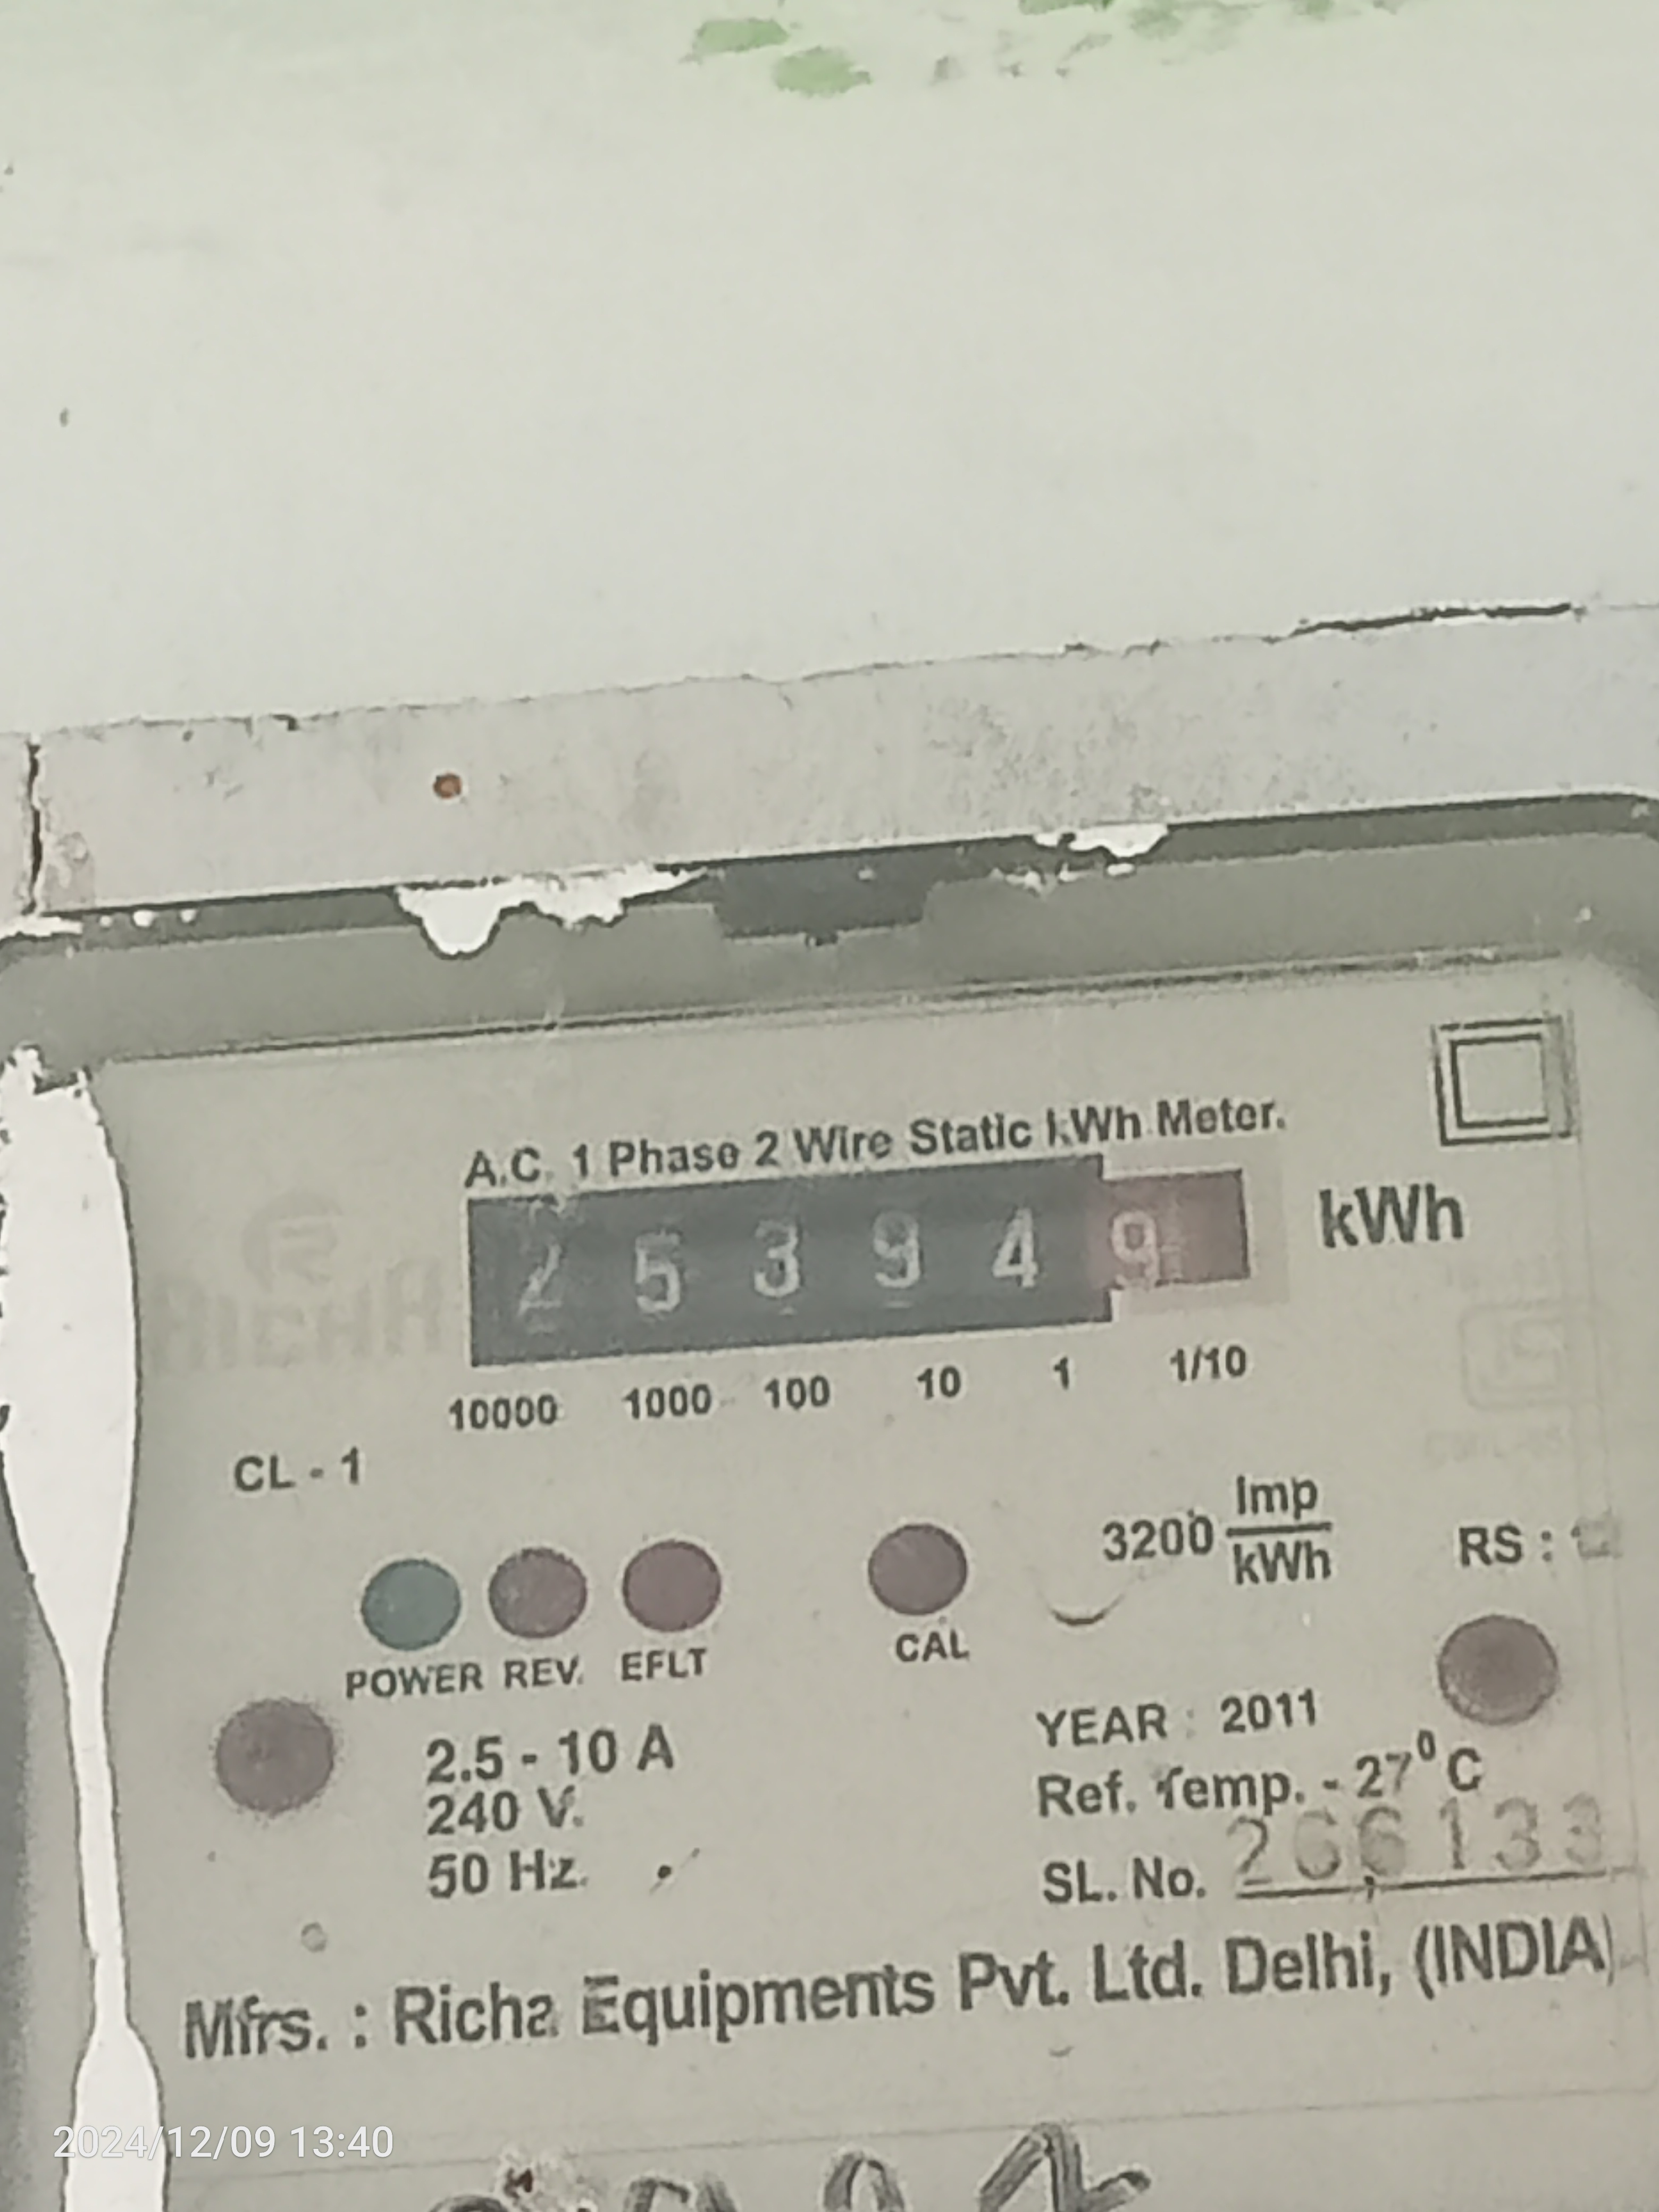 A.C. 1 Phase 2 Wire Static kWh Meter.
2 5 3 9 4 9 kWh
10000 1000 100 10 1 1/10
RICHA
CL - 1
3200 Imp/kWh RS :
POWER REV. EFLT CAL
YEAR : 2011
2.5 - 10 A
240 V.
50 Hz.
Ref. Temp. - 27⁰C
SL. No. 266133
Mfrs. : Richa Equipments Pvt. Ltd. Delhi, (INDIA)
2024/12/09 13:40